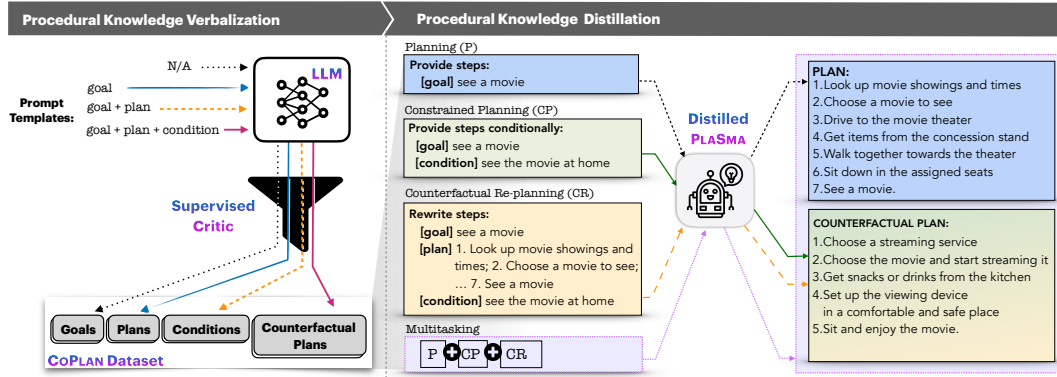 Procedural Knowledge Verbalization
Procedural Knowledge Distillation
N/A
goal
Prompt
Templates:
goal + plan
goal + plan + condition
LLM
Supervised
Critic
Goals
Plans
Conditions
Counterfactual
Plans
COPLAN DATASET
Planning (P)
Provide steps:
[goal] see a movie
Constrained Planning (CP)
Provide steps conditionally:
[goal] see a movie
[condition] see the movie at home
Counterfactual Re-planning (CR)
Rewrite steps:
[goal] see a movie
[plan] 1. Look up movie showings and
times; 2. Choose a movie to see;
... 7. See a movie
[condition] see the movie at home
Multitasking
P + CP + CR
Distilled
PLASMA
PLAN:
1.Look up movie showings and times
2.Choose a movie to see
3.Drive to the movie theater
4.Get items from the concession stand
5.Walk together towards the theater
6.Sit down in the assigned seats
7.See a movie.
COUNTERFACTUAL PLAN:
1.Choose a streaming service
2.Choose the movie and start streaming it
3.Get snacks or drinks from the kitchen
4.Set up the viewing device
in a comfortable and safe place
5.Sit and enjoy the movie.